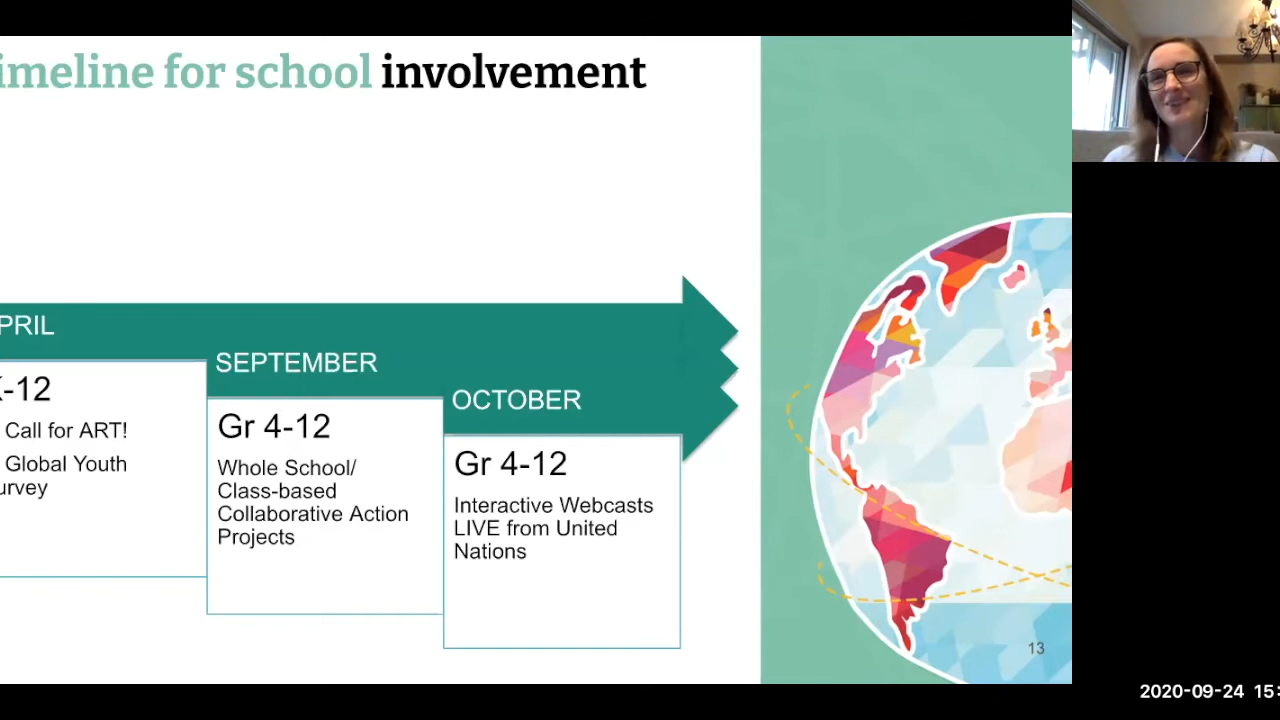 imeline for school involvement
PRIL
SEPTEMBER
OCTOBER
K-12
Call for ART!
Global Youth
urvey
Gr 4-12
Whole School/
Class-based
Collaborative Action
Projects
Gr 4-12
Interactive Webcasts
LIVE from United
Nations
13
2020-09-24 15: